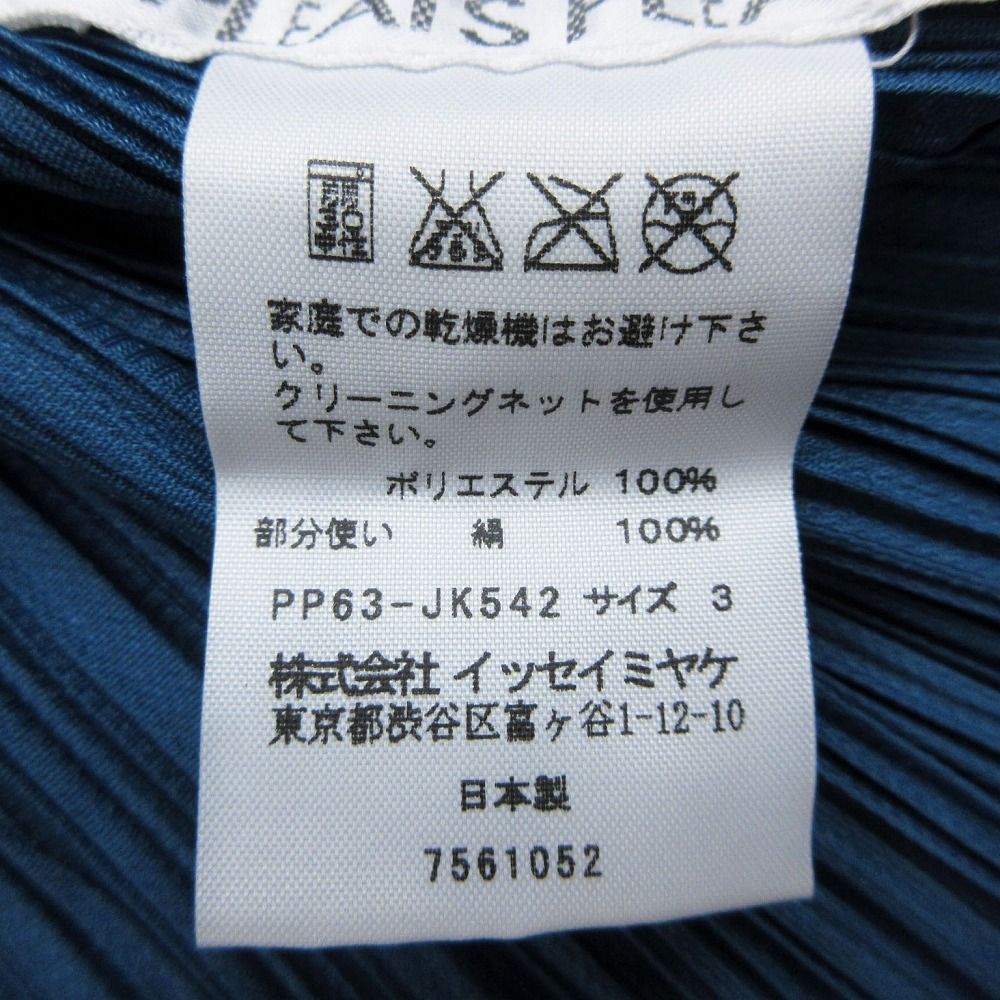 家庭での乾燥機はお避け下さ
い。
クリーニングネットを使用し
て下さい。
ポリエステル 100%
部分使い 絹 100%
PP63-JK542 サイズ 3
株式会社 イッセイミヤケ
東京都渋谷区富ヶ谷1-12-10
日本製
7561052